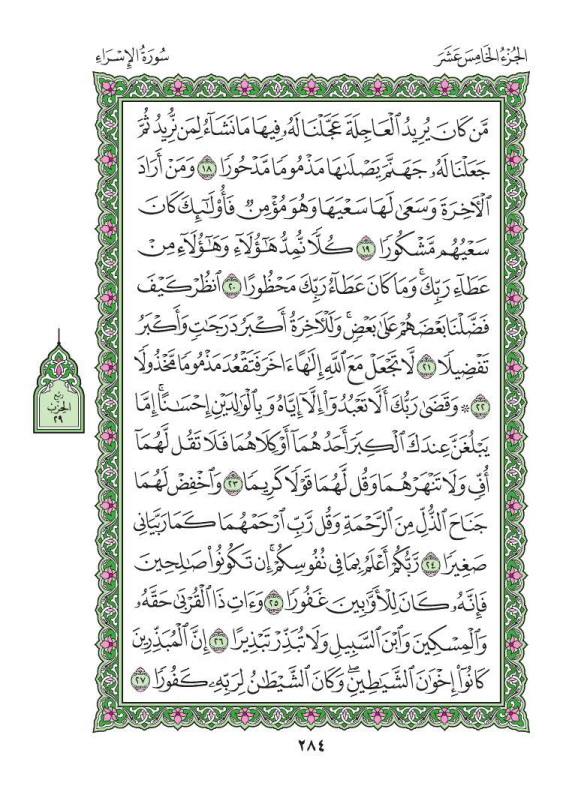 الجُزْءُ الخَامِسَ عَشَرَ
سُورَةُ الإِسْرَاءِ
مَّن كَانَ يُرِيدُ ٱلۡعَاجِلَةَ عَجَّلۡنَا لَهُۥ فِيهَا مَا نَشَآءُ لِمَن نُّرِيدُ ثُمَّ
جَعَلۡنَا لَهُۥ جَهَنَّمَ يَصۡلَىٰهَا مَذۡمُومٗا مَّدۡحُورٗا ١٨ وَمَنۡ أَرَادَ
ٱلۡأٓخِرَةَ وَسَعَىٰ لَهَا سَعۡيَهَا وَهُوَ مُؤۡمِنٞ فَأُوْلَٰٓئِكَ كَانَ
سَعۡيُهُم مَّشۡكُورٗا ١٩ كُلّٗا نُّمِدُّ هَٰٓؤُلَآءِ وَهَٰٓؤُلَآءِ مِنۡ
عَطَآءِ رَبِّكَۚ وَمَا كَانَ عَطَآءُ رَبِّكَ مَحۡظُورًا ٢٠ ٱنظُرۡ كَيۡفَ
فَضَّلۡنَا بَعۡضَهُمۡ عَلَىٰ بَعۡضٖۚ وَلَلۡأٓخِرَةُ أَكۡبَرُ دَرَجَٰتٖ وَأَكۡبَرُ
تَفۡضِيلٗا ٢١ لَّا تَجۡعَلۡ مَعَ ٱللَّهِ إِلَٰهًا ءَاخَرَ فَتَقۡعُدَ مَذۡمُومٗا مَّخۡذُولٗا
٢٢ ۞ وَقَضَىٰ رَبُّكَ أَلَّا تَعۡبُدُوٓاْ إِلَّآ إِيَّاهُ وَبِٱلۡوَٰلِدَيۡنِ إِحۡسَٰنًاۚ إِمَّا
يَبۡلُغَنَّ عِندَكَ ٱلۡكِبَرَ أَحَدُهُمَآ أَوۡ كِلَاهُمَا فَلَا تَقُل لَّهُمَآ
أُفّٖ وَلَا تَنۡهَرۡهُمَا وَقُل لَّهُمَا قَوۡلٗا كَرِيمٗا ٢٣ وَٱخۡفِضۡ لَهُمَا
جَنَاحَ ٱلذُّلِّ مِنَ ٱلرَّحۡمَةِ وَقُل رَّبِّ ٱرۡحَمۡهُمَا كَمَا رَبَّيَانِي
صَغِيرٗا ٢٤ رَّبُّكُمۡ أَعۡلَمُ بِمَا فِي نُفُوسِكُمۡۚ إِن تَكُونُواْ صَٰلِحِينَ
فَإِنَّهُۥ كَانَ لِلۡأَوَّٰبِينَ غَفُورٗا ٢٥ وَءَاتِ ذَا ٱلۡقُرۡبَىٰ حَقَّهُۥ
وَٱلۡمِسۡكِينَ وَٱبۡنَ ٱلسَّبِيلِ وَلَا تُبَذِّرۡ تَبۡذِيرًا ٢٦ إِنَّ ٱلۡمُبَذِّرِينَ
كَانُوٓاْ إِخۡوَٰنَ ٱلشَّيَٰطِينِۖ وَكَانَ ٱلشَّيۡطَٰنُ لِرَبِّهِۦ كَفُورٗا ٢٧
ربع
الحزب
٢٩
٢٨٤